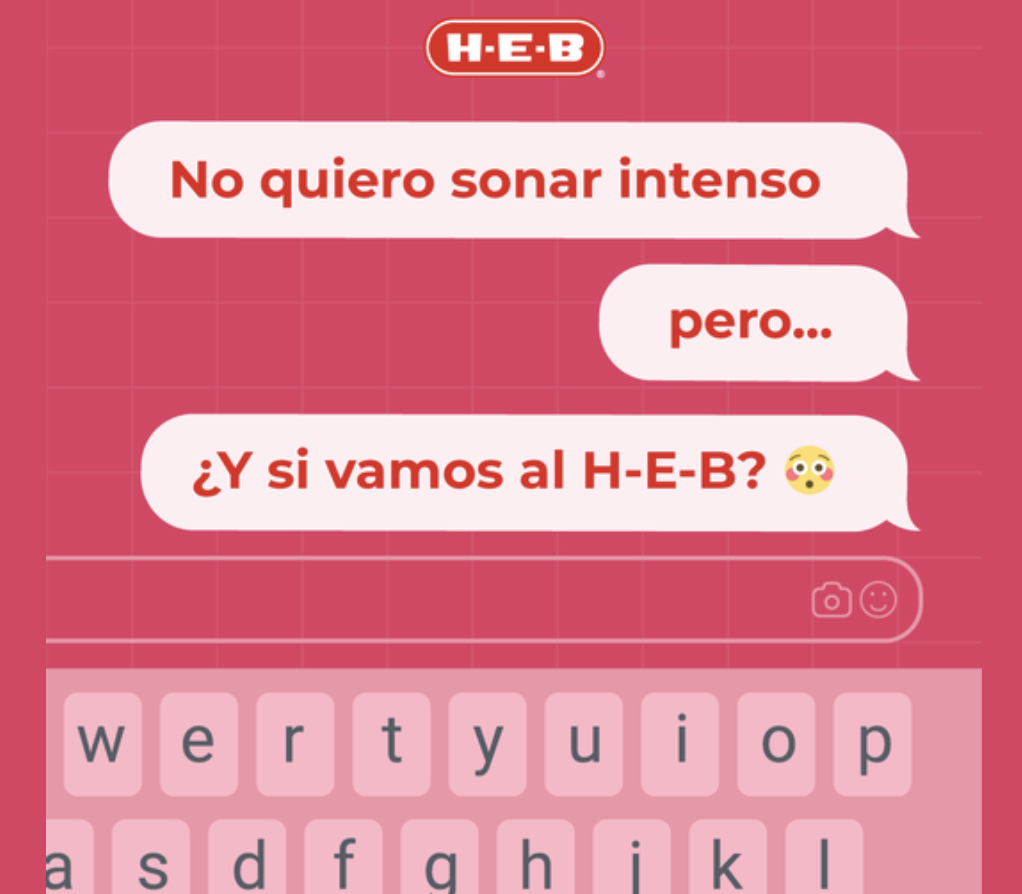 H-E-B®
No quiero sonar intenso
pero...
¿Y si vamos al H-E-B? 😳
w e r t y u i o p
a s d f g h j k l